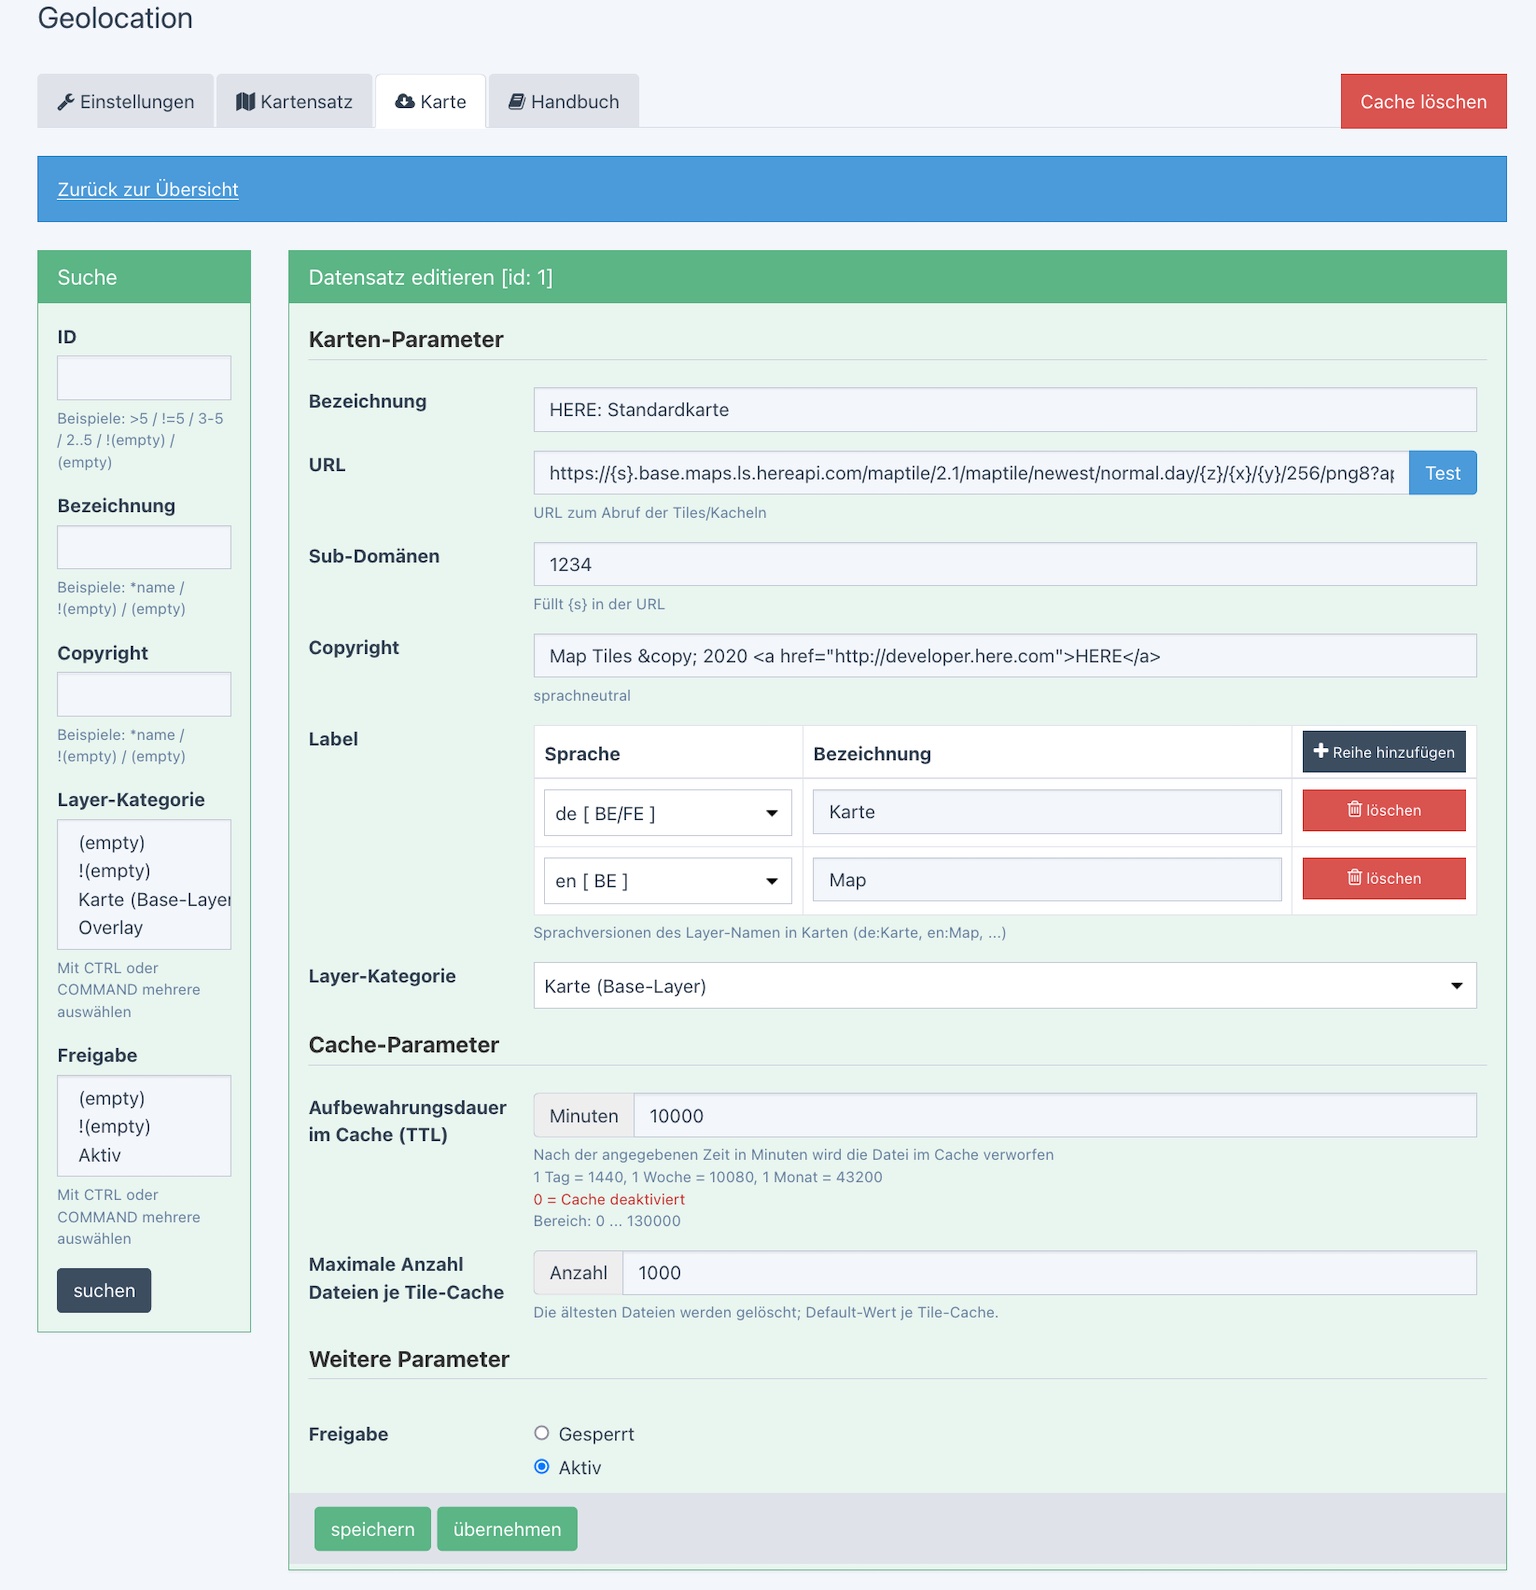 Geolocation
Einstellungen
Kartensatz
Karte
Handbuch
Cache löschen
Zurück zur Übersicht
Suche
ID
Beispiele: >5 / !=5 / 3-5
/ 2..5 / !(empty) /
(empty)
Bezeichnung
Beispiele: *name /
!(empty) / (empty)
Copyright
Beispiele: *name /
!(empty) / (empty)
Layer-Kategorie
(empty)
!(empty)
Karte (Base-Layer
Overlay
Mit CTRL oder
COMMAND mehrere
auswählen
Freigabe
(empty)
!(empty)
Aktiv
Mit CTRL oder
COMMAND mehrere
auswählen
suchen
Datensatz editieren [id: 1]
Karten-Parameter
Bezeichnung
HERE: Standardkarte
URL
https://{s}.base.maps.ls.hereapi.com/maptile/2.1/maptile/newest/normal.day/{z}/{x}/{y}/256/png8?ap
Test
URL zum Abruf der Tiles/Kacheln
Sub-Domänen
1234
Füllt {s} in der URL
Copyright
Map Tiles &copy; 2020 <a href="http://developer.here.com">HERE</a>
sprachneutral
Label
Sprache
Bezeichnung
Reihe hinzufügen
de [ BE/FE ]
Karte
löschen
en [ BE ]
Map
löschen
Sprachversionen des Layer-Namen in Karten (de:Karte, en:Map, ...)
Layer-Kategorie
Karte (Base-Layer)
Cache-Parameter
Aufbewahrungsdauer
im Cache (TTL)
Minuten
10000
Nach der angegebenen Zeit in Minuten wird die Datei im Cache verworfen
1 Tag = 1440, 1 Woche = 10080, 1 Monat = 43200
0 = Cache deaktiviert
Bereich: 0 ... 130000
Maximale Anzahl
Dateien je Tile-Cache
Anzahl
1000
Die ältesten Dateien werden gelöscht; Default-Wert je Tile-Cache.
Weitere Parameter
Freigabe
Gesperrt
Aktiv
speichern
übernehmen